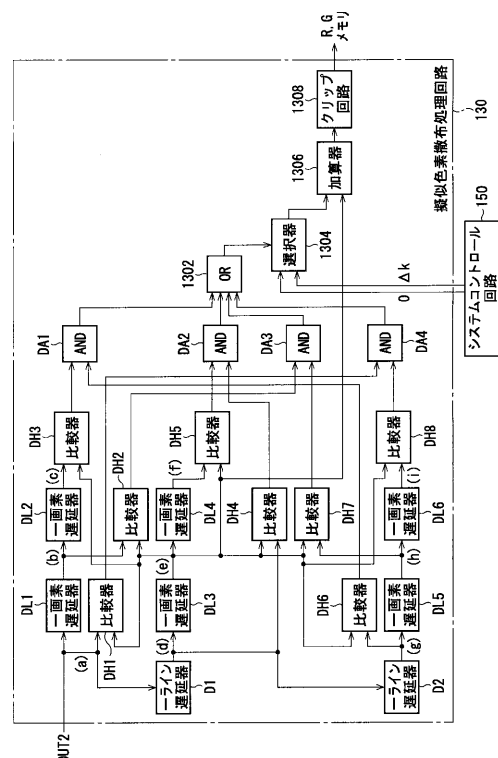 OUT2
(a)
DL1
一画素
遅延器
(b)
DL2
一画素
遅延器
(c)
DH3
比較器
DA1
AND
DH1
比較器
DH2
比較器
D1
一ライン
遅延器
(d)
DL3
一画素
遅延器
(e)
DL4
一画素
遅延器
(f)
DH5
比較器
DA2
AND
1302
OR
DH4
比較器
DA3
AND
1304
選択器
1306
加算器
1308
クリップ
回路
R, G
メモリ
DH7
比較器
DH6
比較器
D2
一ライン
遅延器
(g)
DL5
一画素
遅延器
(h)
DL6
一画素
遅延器
(i)
DH8
比較器
DA4
AND
0
Δk
擬似色素散布処理回路
130
150
システムコントロール
回路